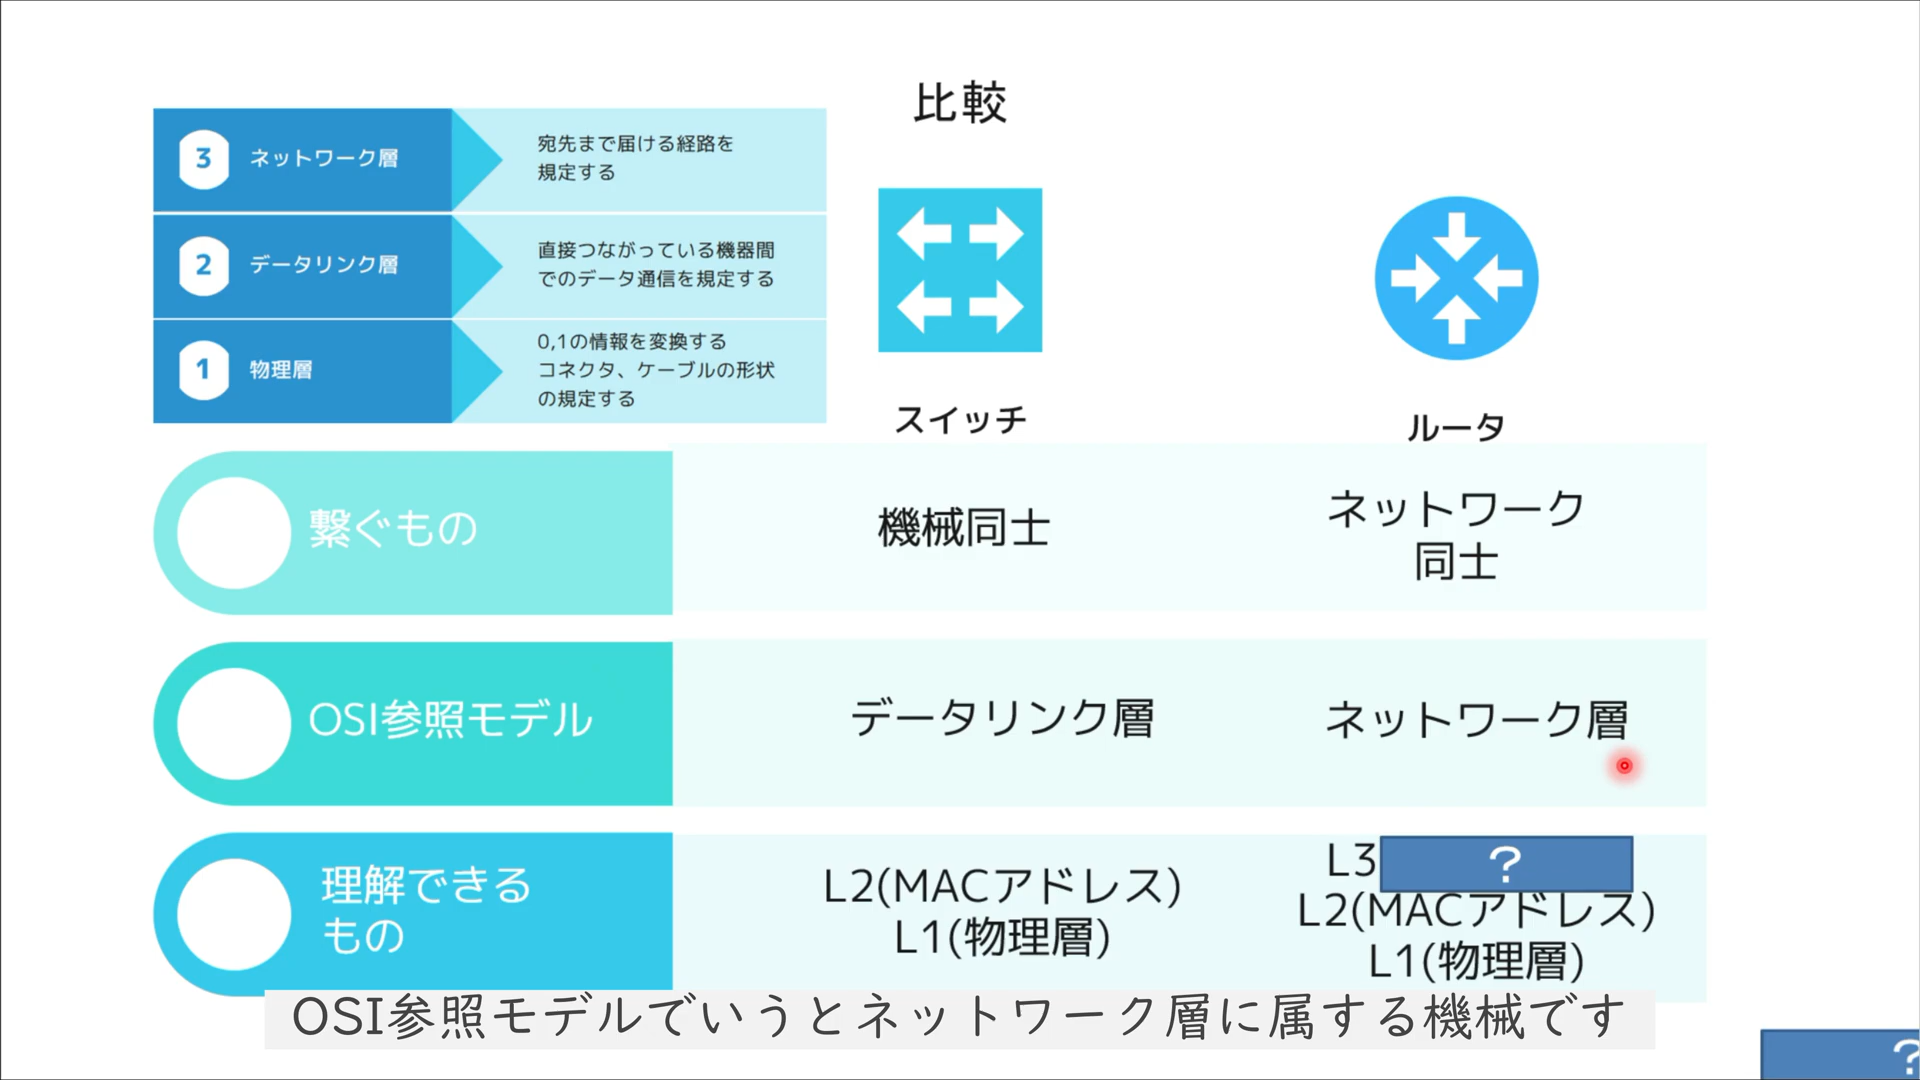 比較
3 ネットワーク層
宛先まで届ける経路を
規定する
2 データリンク層
直接つながっている機器間
でのデータ通信を規定する
1 物理層
0,1の情報を変換する
コネクタ、ケーブルの形状
の規定する
スイッチ
ルータ
繋ぐもの
機械同士
ネットワーク
同士
OSI参照モデル
データリンク層
ネットワーク層
理解できる
もの
L2(MACアドレス)
L1(物理層)
L3 ?
L2(MACアドレス)
L1(物理層)
OSI参照モデルでいうとネットワーク層に属する機械です
?